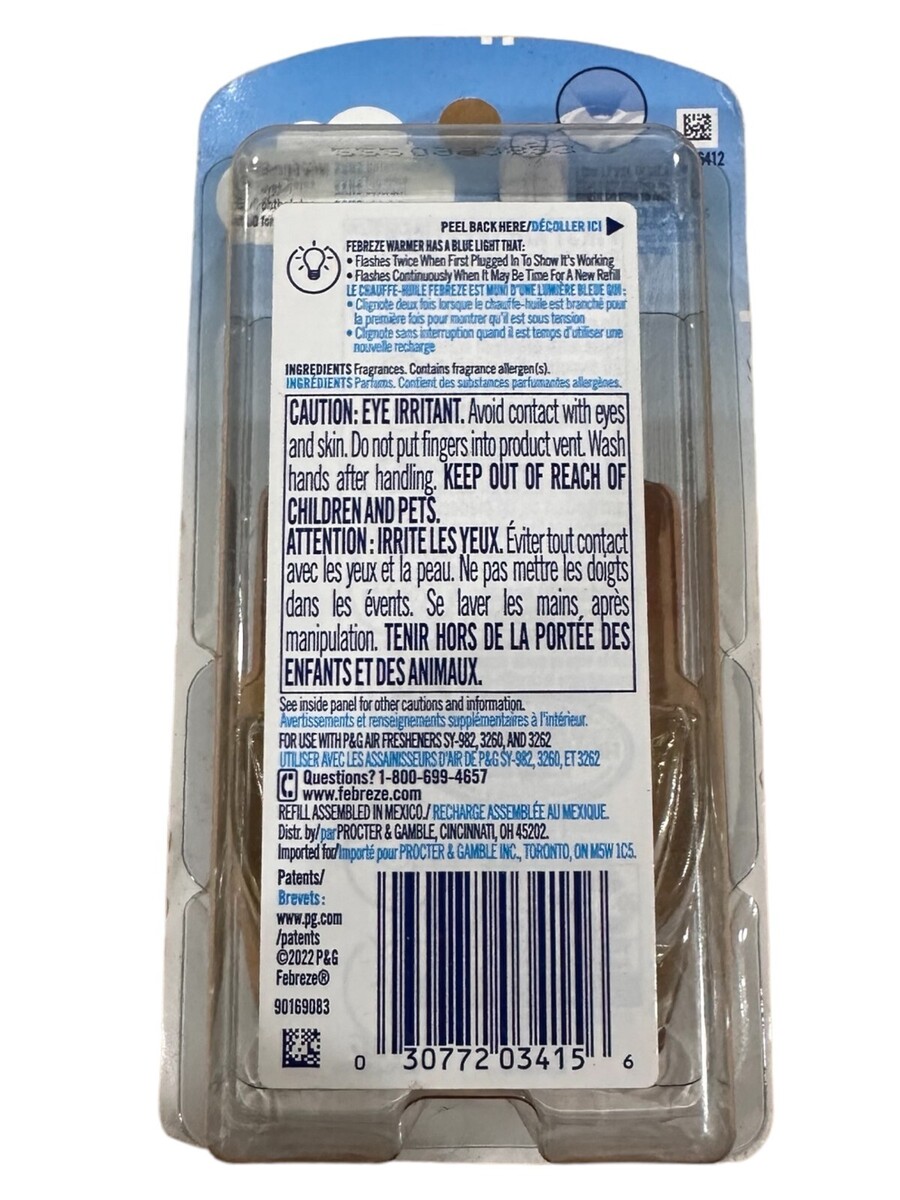 6412
PEEL BACK HERE/DÉCOLLER ICI
FEBREZE WARMER HAS A BLUE LIGHT THAT:
• Flashes Twice When First Plugged In To Show It's Working
• Flashes Continuously When It May Be Time For A New Refill
LE CHAUFFE-HUILE FEBREZE EST MUNI D'UNE LUMIÈRE BLEUE QUI :
• Clignote deux fois lorsque le chauffe-huile est branché pour
la première fois pour montrer qu'il est sous tension
• Clignote sans interruption quand il est temps d'utiliser une
nouvelle recharge
INGREDIENTS Fragrances. Contains fragrance allergen(s).
INGRÉDIENTS Parfums. Contient des substances parfumantes allergènes.
CAUTION: EYE IRRITANT. Avoid contact with eyes
and skin. Do not put fingers into product vent. Wash
hands after handling. KEEP OUT OF REACH OF
CHILDREN AND PETS.
ATTENTION : IRRITE LES YEUX. Éviter tout contact
avec les yeux et la peau. Ne pas mettre les doigts
dans les évents. Se laver les mains après
manipulation. TENIR HORS DE LA PORTÉE DES
ENFANTS ET DES ANIMAUX.
See inside panel for other cautions and information.
Avertissements et renseignements supplémentaires à l'intérieur.
FOR USE WITH P&G AIR FRESHENERS SY-982, 3260, AND 3262
UTILISER AVEC LES ASSAINISSEURS D'AIR DE P&G SY-982, 3260, ET 3262
Questions? 1-800-699-4657
www.febreze.com
REFILL ASSEMBLED IN MEXICO./ RECHARGE ASSEMBLÉE AU MEXIQUE.
Distr. by/par PROCTER & GAMBLE, CINCINNATI, OH 45202.
Imported for/Importé pour PROCTER & GAMBLE INC., TORONTO, ON M5W 1C5.
Patents/
Brevets :
www.pg.com
/patents
©2022 P&G
Febreze®
90169083
0 30772 03415 6